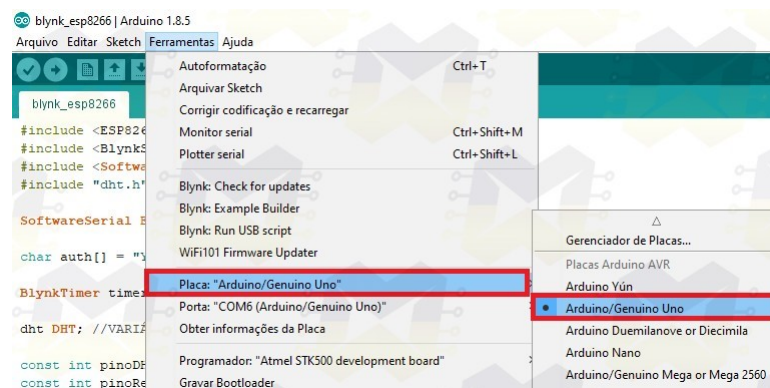 blynk_esp8266 | Arduino 1.8.5
Arquivo Editar Sketch Ferramentas Ajuda
blynk_esp8266
#include <ESP826
#include <BlynkS
#include <Softwa
#include "dht.h"
SoftwareSerial E
char auth[] = "Y
BlynkTimer timer
dht DHT; //VARIÁ
const int pinoDH
const int pinoRe
Autoformatação Ctrl+T
Arquivar Sketch
Corrigir codificação e recarregar
Monitor serial Ctrl+Shift+M
Plotter serial Ctrl+Shift+L
Blynk: Check for updates
Blynk: Example Builder
Blynk: Run USB script
WiFi101 Firmware Updater
Placa: "Arduino/Genuino Uno"
Porta: "COM6 (Arduino/Genuino Uno)"
Obter informações da Placa
Programador: "Atmel STK500 development board"
Gravar Bootloader
Gerenciador de Placas...
Placas Arduino AVR
Arduino Yún
Arduino/Genuino Uno
Arduino Duemilanove or Diecimila
Arduino Nano
Arduino/Genuino Mega or Mega 2560